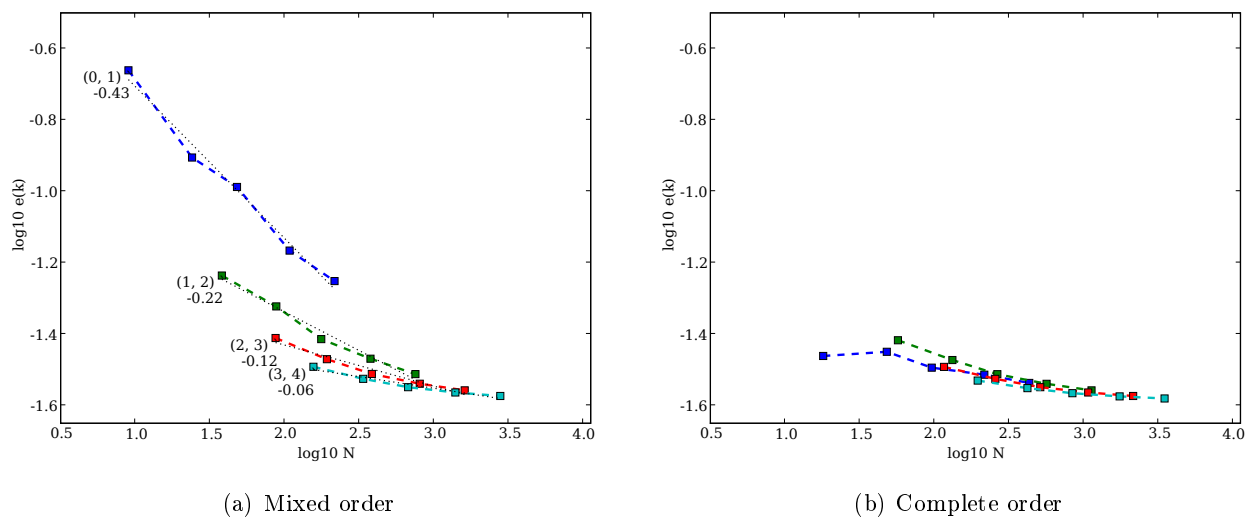 -0.6
-0.8
-1.0
-1.2
-1.4
-1.6
log10 e(k)
(0, 1)
-0.43
(1, 2)
-0.22
(2, 3)
-0.12
(3, 4)
-0.06
0.5 1.0 1.5 2.0 2.5 3.0 3.5 4.0
log10 N
(a) Mixed order
-0.6
-0.8
-1.0
-1.2
-1.4
-1.6
log10 e(k)
0.5 1.0 1.5 2.0 2.5 3.0 3.5 4.0
log10 N
(b) Complete order